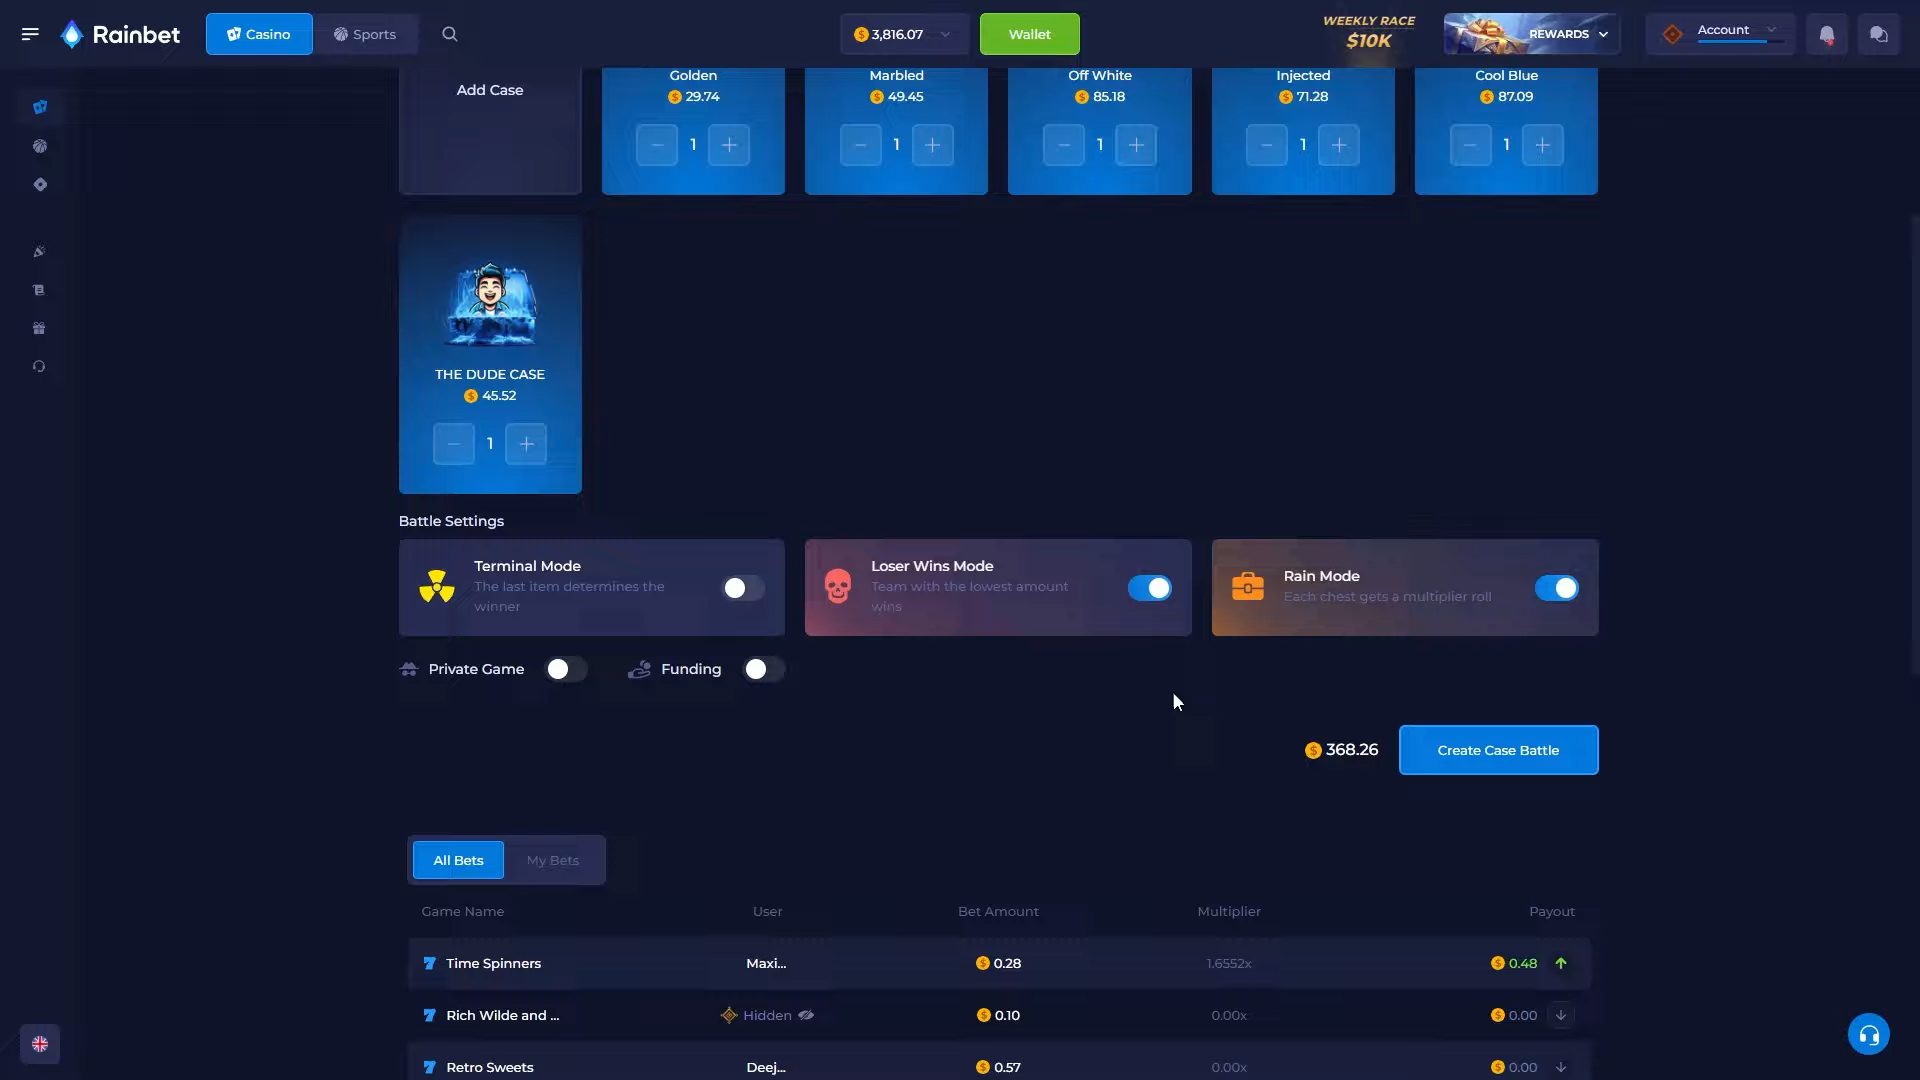 Rainbet
Casino
Sports
3,816.07
Wallet
WEEKLY RACE
$10K
REWARDS
Account
Add Case
Golden
29.74
1
Marbled
49.45
1
Off White
85.18
1
Injected
71.28
1
Cool Blue
87.09
1
THE DUDE CASE
45.52
1
Battle Settings
Terminal Mode
The last item determines the
winner
Loser Wins Mode
Team with the lowest amount
wins
Rain Mode
Each chest gets a multiplier roll
Private Game
Funding
368.26
Create Case Battle
All Bets
My Bets
Game Name User Bet Amount Multiplier Payout
Time Spinners Maxi... 0.28 1.6552x 0.48
Rich Wilde and ... Hidden 0.10 0.00x 0.00
Retro Sweets Deej... 0.57 0.00x 0.00